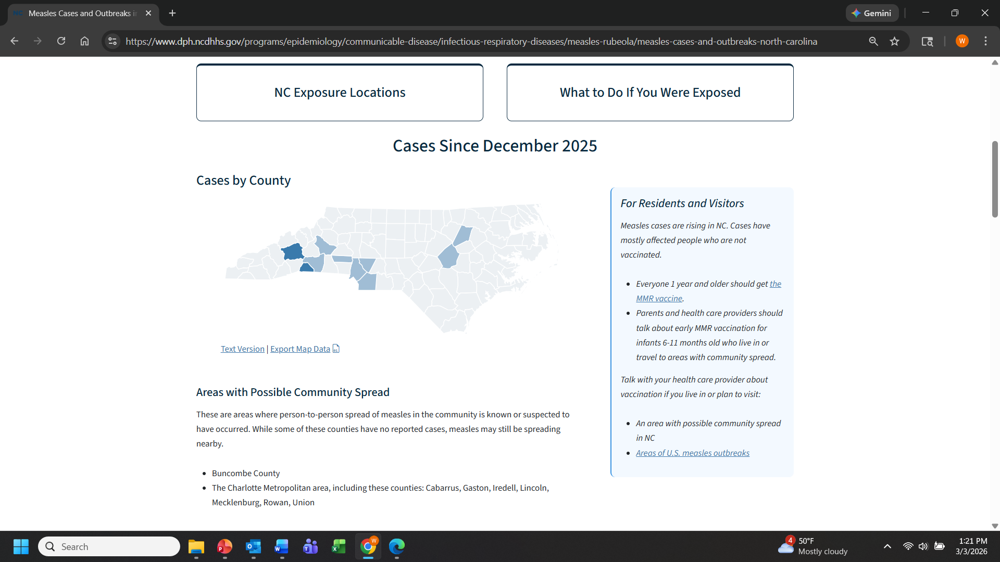 NC Measles Cases and Outbreaks i
Gemini
https://www.dph.ncdhhs.gov/programs/epidemiology/communicable-disease/infectious-respiratory-diseases/measles-rubeola/measles-cases-and-outbreaks-north-carolina
W
NC Exposure Locations
What to Do If You Were Exposed
Cases Since December 2025
Cases by County
Text Version | Export Map Data
Areas with Possible Community Spread
These are areas where person-to-person spread of measles in the community is known or suspected to
have occurred. While some of these counties have no reported cases, measles may still be spreading
nearby.
• Buncombe County
• The Charlotte Metropolitan area, including these counties: Cabarrus, Gaston, Iredell, Lincoln,
Mecklenburg, Rowan, Union
For Residents and Visitors
Measles cases are rising in NC. Cases have
mostly affected people who are not
vaccinated.
• Everyone 1 year and older should get the
MMR vaccine.
• Parents and health care providers should
talk about early MMR vaccination for
infants 6-11 months old who live in or
travel to areas with community spread.
Talk with your health care provider about
vaccination if you live in or plan to visit:
• An area with possible community spread
in NC
• Areas of U.S. measles outbreaks
Search
P
O
W
T
X
W
4
50°F
Mostly cloudy
1:21 PM
3/3/2026